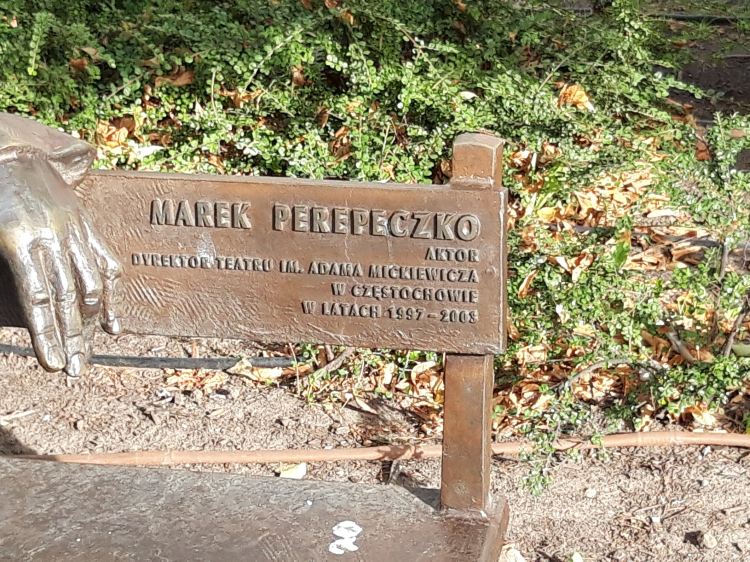 MAREK PEREPECZKO
AKTOR
DYREKTOR TEATRU IM. ADAMA MICKIEWICZA
W CZĘSTOCHOWIE
W LATACH 1997-2003